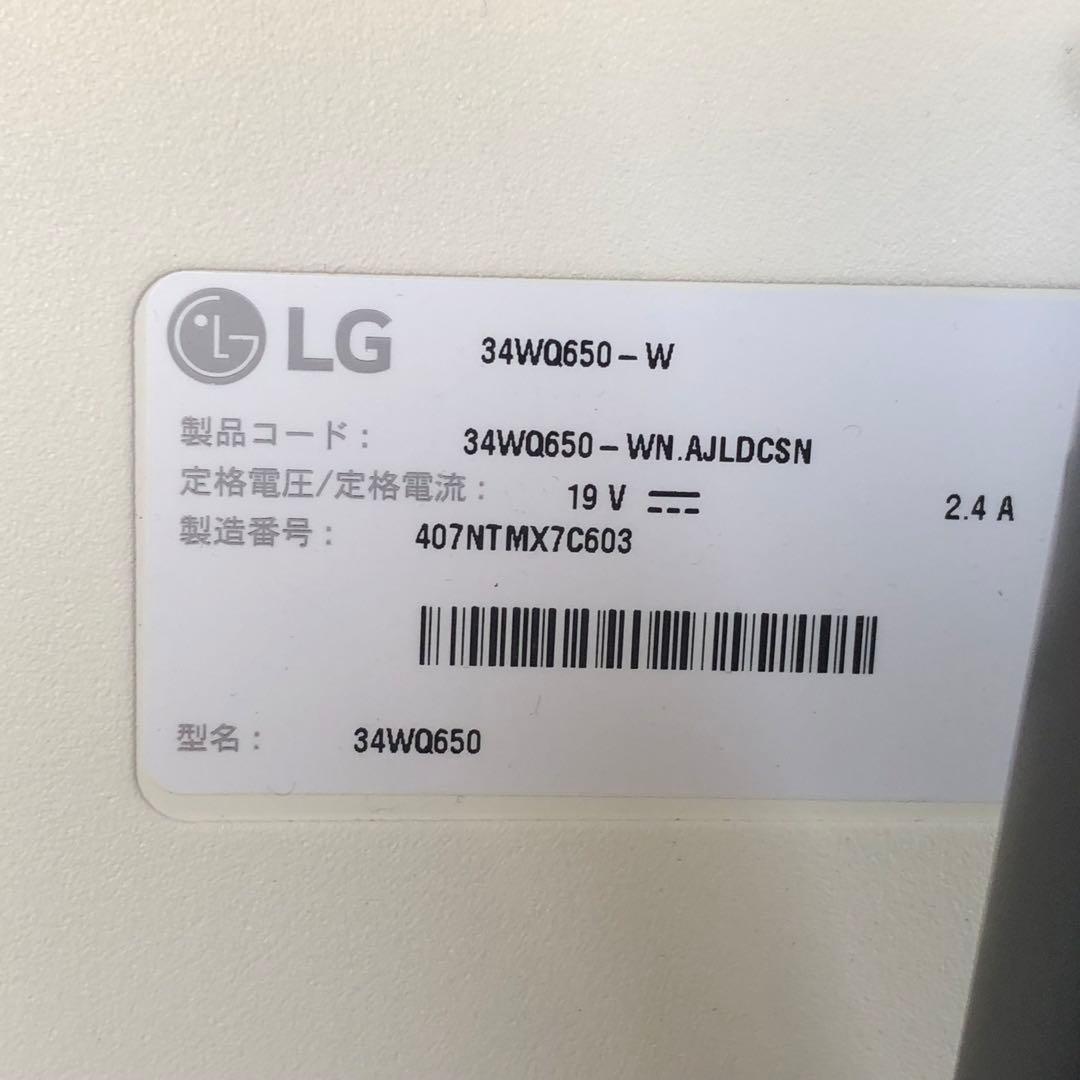 LG 34WQ650-W
製品コード: 34WQ650-WN.AJLDCSN
定格電圧/定格電流: 19 V 2.4 A
製造番号: 407NTMX7C603
型名: 34WQ650